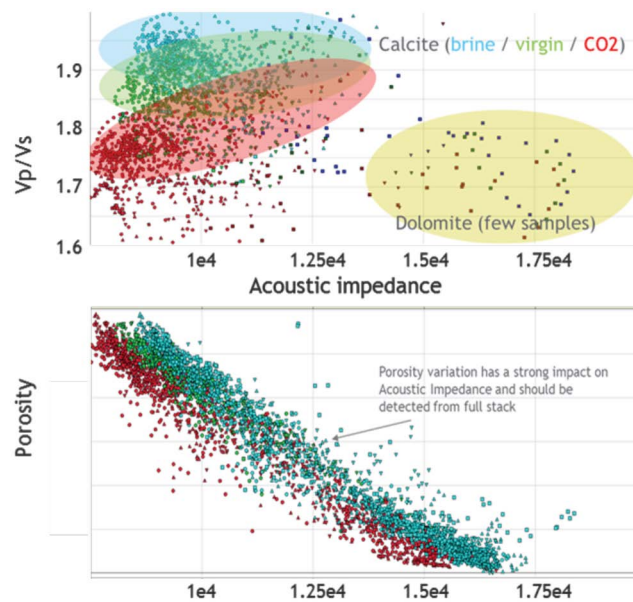 Calcite (brine / virgin / CO2)
1.9
1.8
1.7
1.6
Vp/Vs
Dolomite (few samples)
1e4
1.25e4
1.5e4
1.75e4
Acoustic impedance
Porosity
Porosity variation has a strong impact on
Acoustic Impedance and should be
detected from full stack
1e4
1.25e4
1.5e4
1.75e4